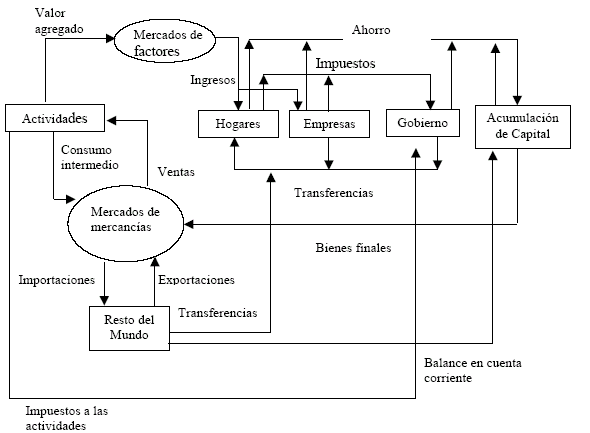 Valor
agregado
Mercados de
factores
Ahorro
Impuestos
Ingresos
Actividades
Hogares
Empresas
Gobierno
Acumulación
de Capital
Consumo
intermedio
Ventas
Transferencias
Mercados de
mercancías
Bienes finales
Importaciones
Exportaciones
Transferencias
Resto del
Mundo
Balance en cuenta
corriente
Impuestos a las
actividades